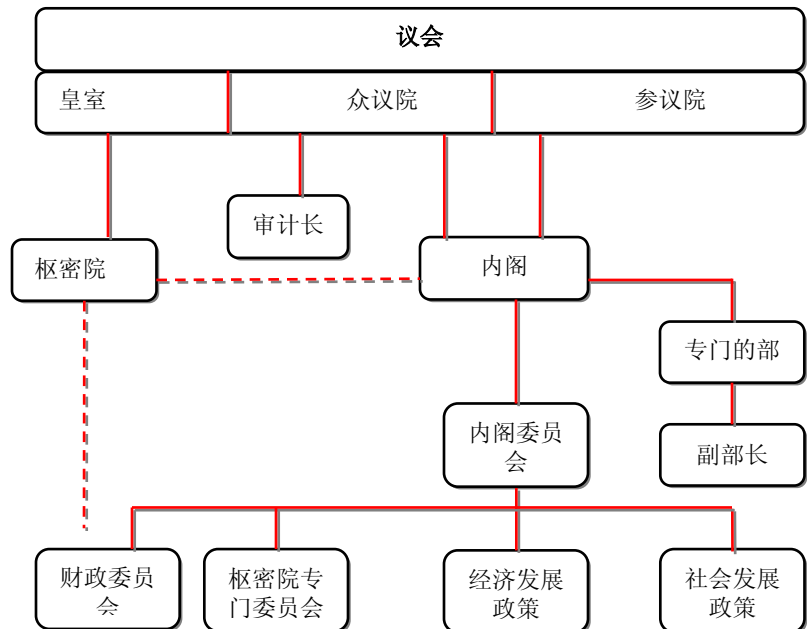 议会
皇室
众议院
参议院
审计长
枢密院
内阁
专门的部
内阁委员
会
副部长
财政委员
会
枢密院专
门委员会
经济发展
政策
社会发展
政策